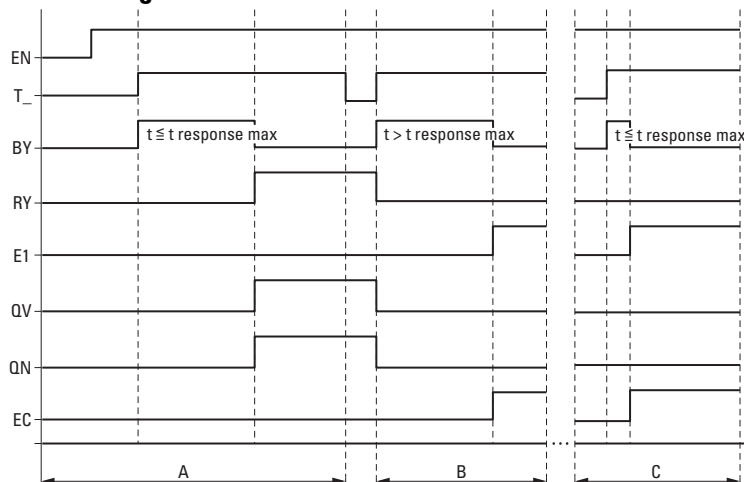 EN
T_
BY
t ≦ t response max
t > t response max
t ≦ t response max
RY
E1
QV
QN
EC
...
A
B
C